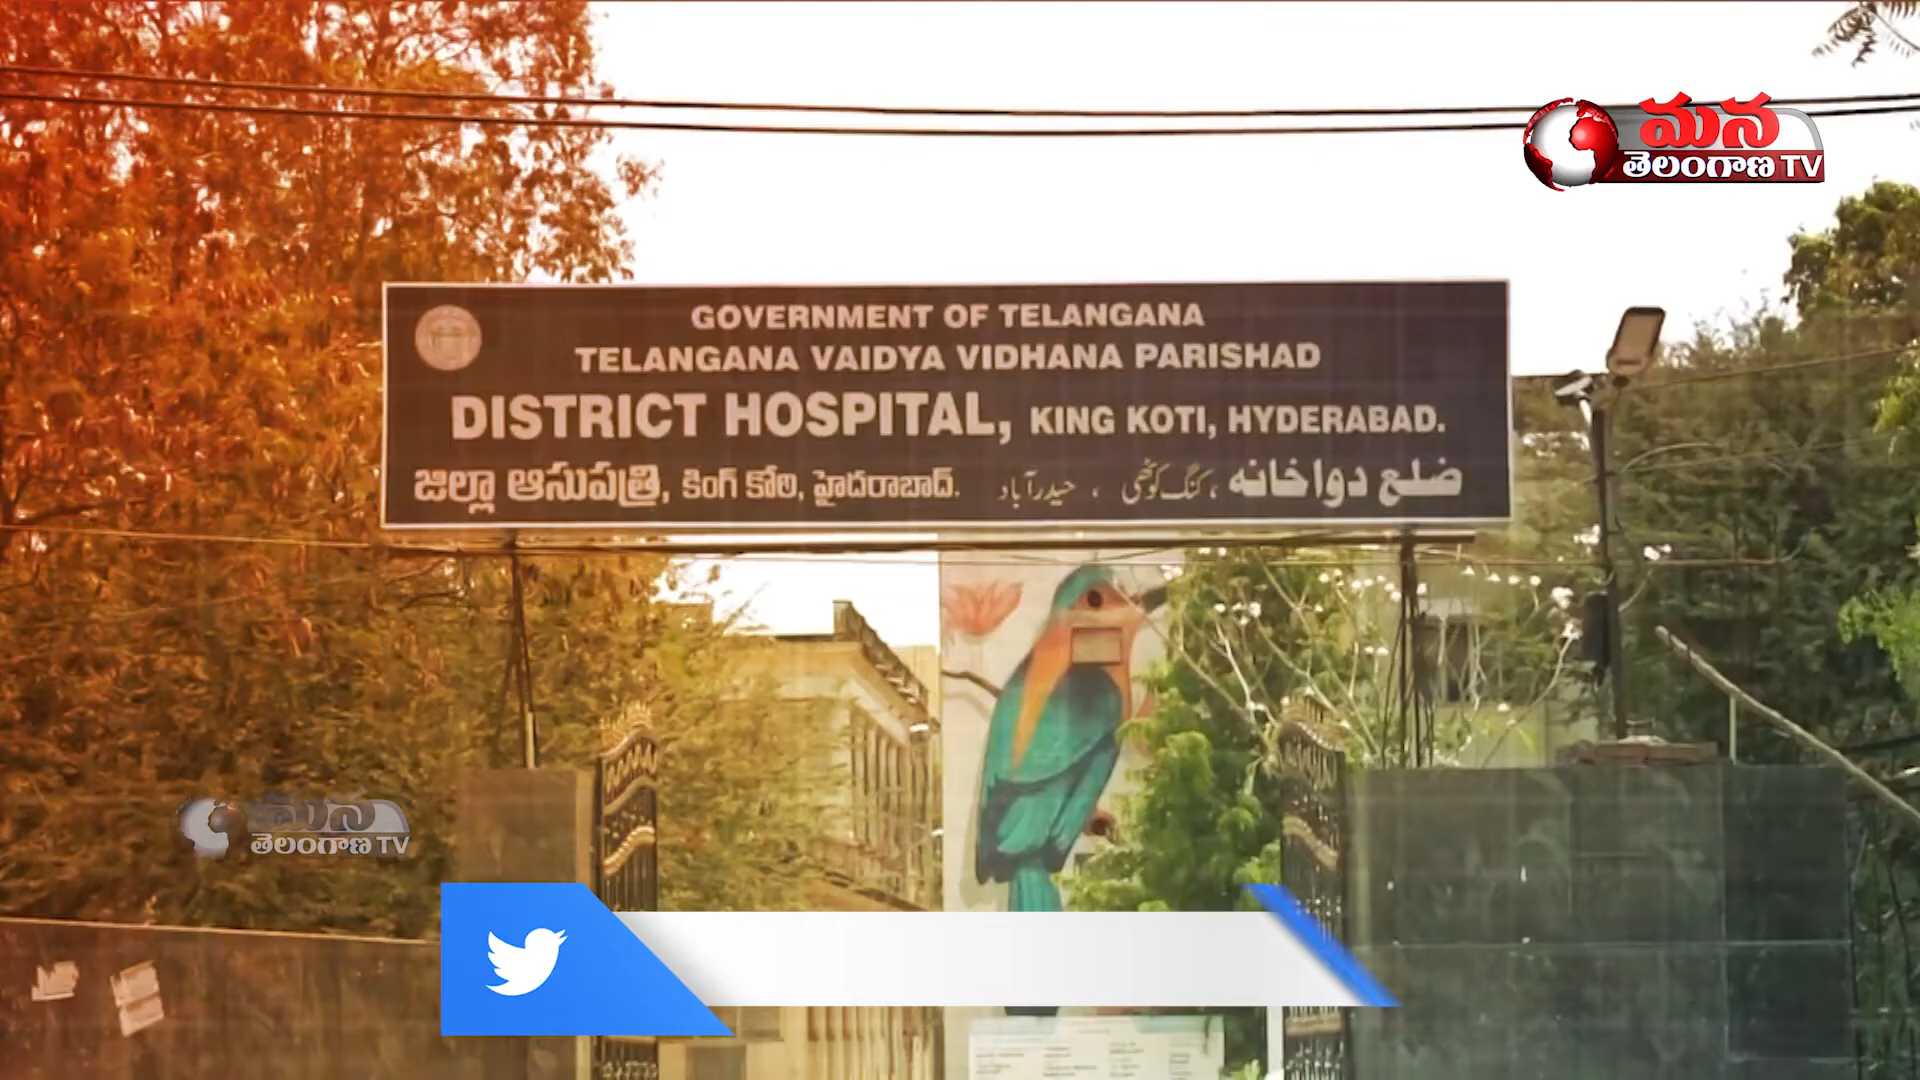 మన
తెలంగాణ TV
GOVERNMENT OF TELANGANA
TELANGANA VAIDYA VIDHANA PARISHAD
DISTRICT HOSPITAL, KING KOTI, HYDERABAD.
జిల్లా ఆసుపత్రి, కింగ్ కోఠి, హైదరాబాద్. ضلع دواخانہ، کنگ کوٹھی، حیدرآباد
మన
తెలంగాణ TV